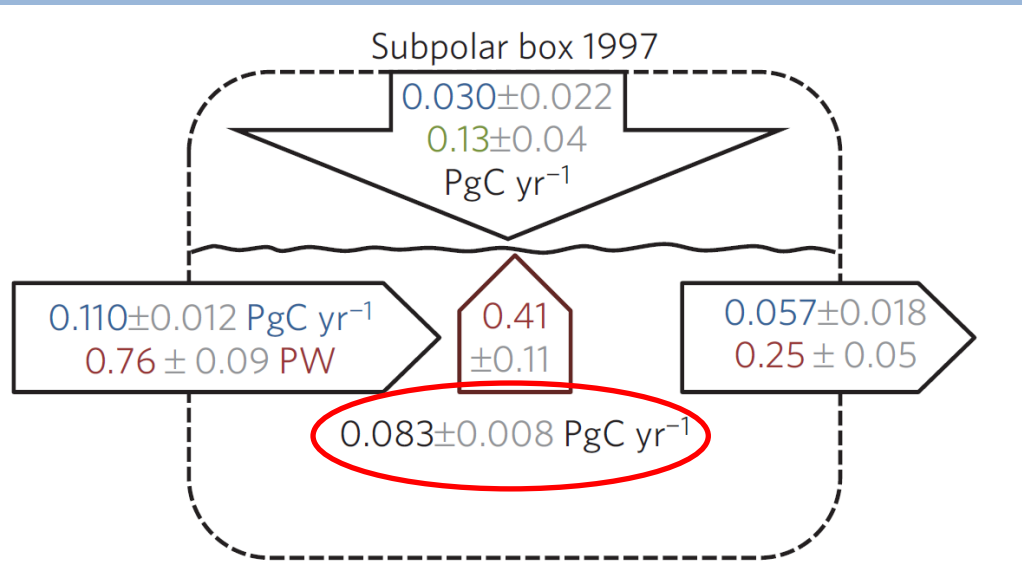 Subpolar box 1997
0.030±0.022
0.13±0.04
PgC yr⁻¹
0.110±0.012 PgC yr⁻¹
0.76 ± 0.09 PW
0.41
±0.11
0.057±0.018
0.25 ± 0.05
0.083±0.008 PgC yr⁻¹